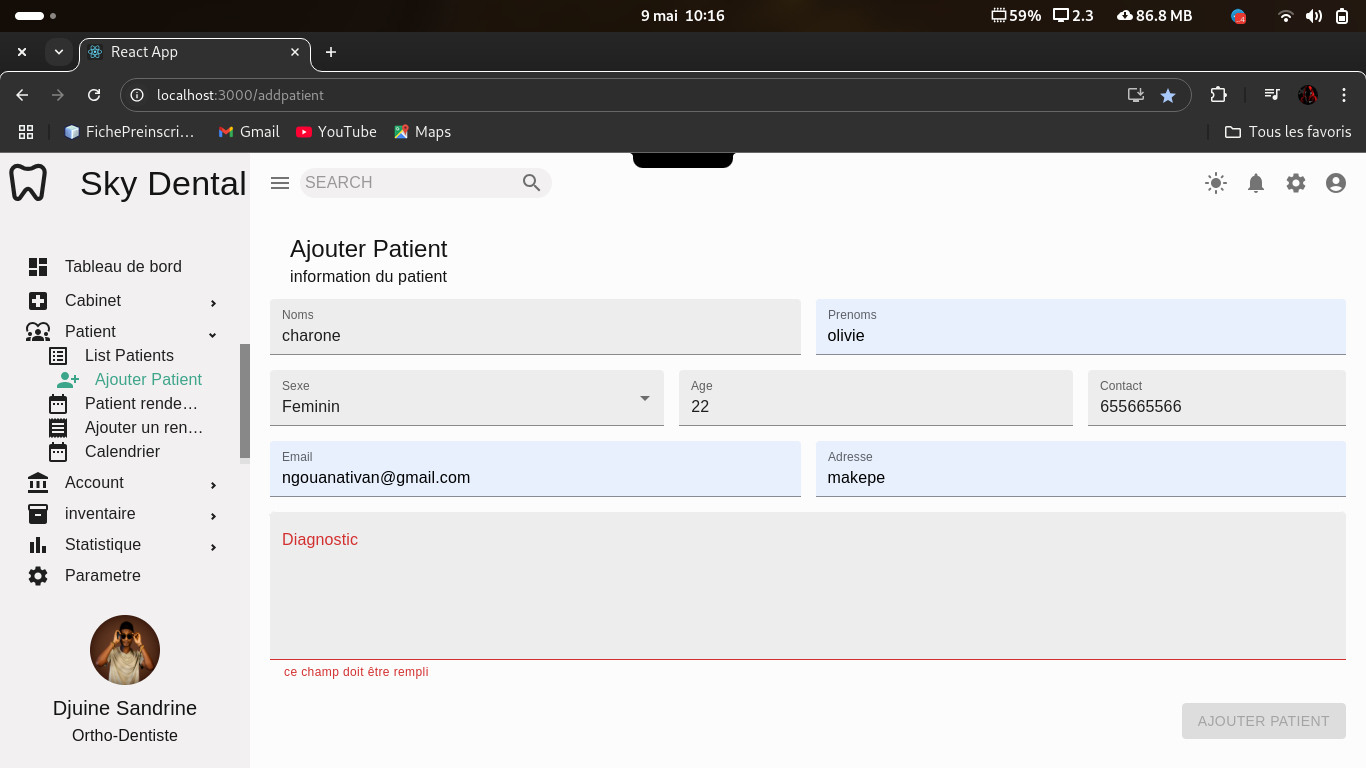 9 mai 10:16 59% 2.3 86.8 MB
React App
localhost:3000/addpatient
FichePreinscri… Gmail YouTube Maps Tous les favoris
Sky Dental
SEARCH
Tableau de bord
Cabinet
Patient
List Patients
Ajouter Patient
Patient rende…
Ajouter un ren…
Calendrier
Account
inventaire
Statistique
Parametre
Djuine Sandrine
Ortho-Dentiste
Ajouter Patient
information du patient
Noms
charone
Prenoms
olivie
Sexe
Feminin
Age
22
Contact
655665566
Email
ngouanativan@gmail.com
Adresse
makepe
Diagnostic
ce champ doit être rempli
AJOUTER PATIENT